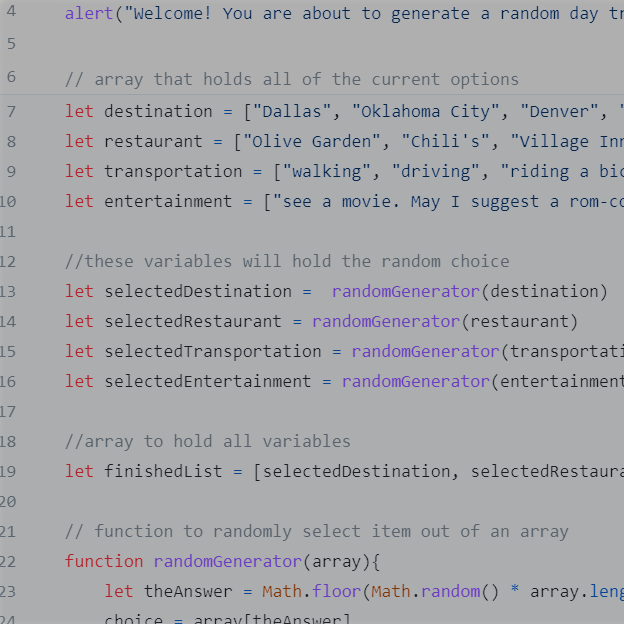 4 alert("Welcome! You are about to generate a random day tr
5
6 // array that holds all of the current options
7 let destination = ["Dallas", "Oklahoma City", "Denver", "
8 let restaurant = ["Olive Garden", "Chili's", "Village Inn
9 let transportation = ["walking", "driving", "riding a bic
10 let entertainment = ["see a movie. May I suggest a rom-co
11
12 //these variables will hold the random choice
13 let selectedDestination =  randomGenerator(destination)
14 let selectedRestaurant = randomGenerator(restaurant)
15 let selectedTransportation = randomGenerator(transportati
16 let selectedEntertainment = randomGenerator(entertainment
17
18 //array to hold all variables
19 let finishedList = [selectedDestination, selectedRestaura
20
21 // function to randomly select item out of an array
22 function randomGenerator(array){
23 let theAnswer = Math.floor(Math.random() * array.leng
24 choice = array[theAnswer]